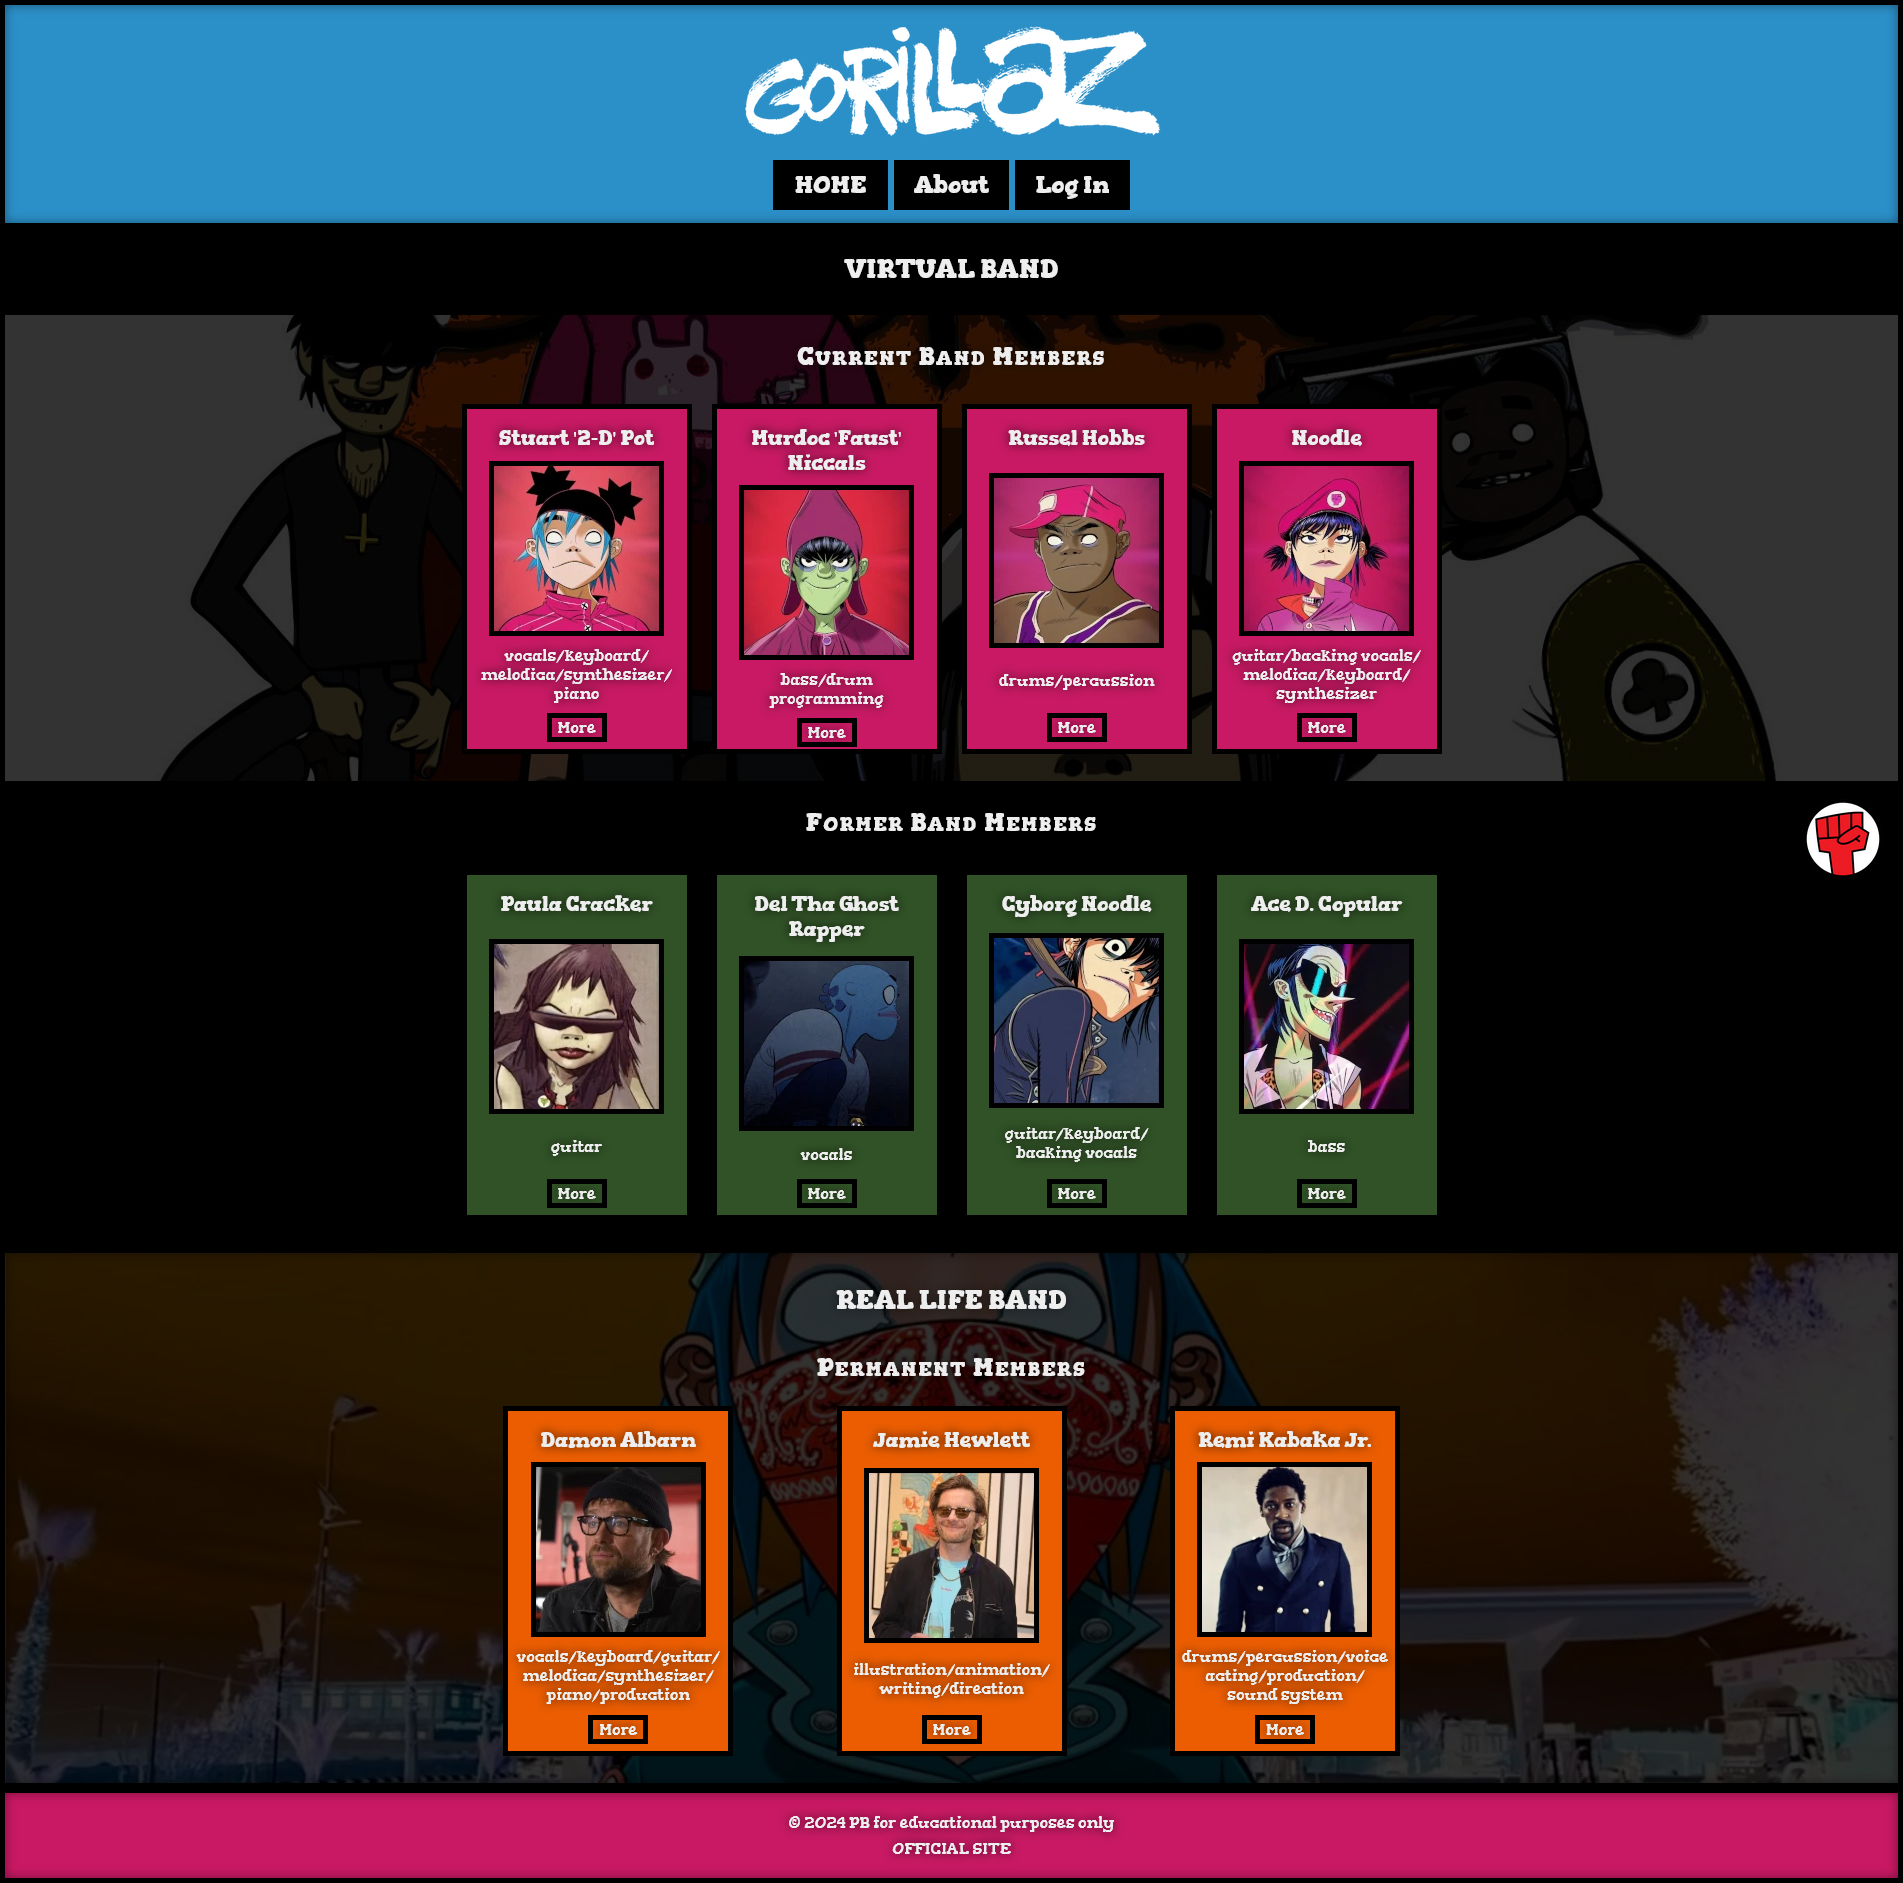 GORILLAZ
HOME About Log In
VIRTUAL BAND
Current Band Members
Stuart '2-D' Pot
vocals/keyboard/
melodica/synthesizer/
piano
More
Murdoc 'Faust'
Niccals
bass/drum
programming
More
Russel Hobbs
drums/percussion
More
Noodle
guitar/backing vocals/
melodica/keyboard/
synthesizer
More
Former Band Members
Paula Cracker
guitar
More
Del Tha Ghost
Rapper
vocals
More
Cyborg Noodle
guitar/keyboard/
backing vocals
More
Ace D. Copular
bass
More
REAL LIFE BAND
Permanent Members
Damon Albarn
vocals/keyboard/guitar/
melodica/synthesizer/
piano/production
More
Jamie Hewlett
illustration/animation/
writing/direction
More
Remi Kabaka Jr.
drums/percussion/voice
acting/production/
sound system
More
© 2024 PB for educational purposes only
OFFICIAL SITE